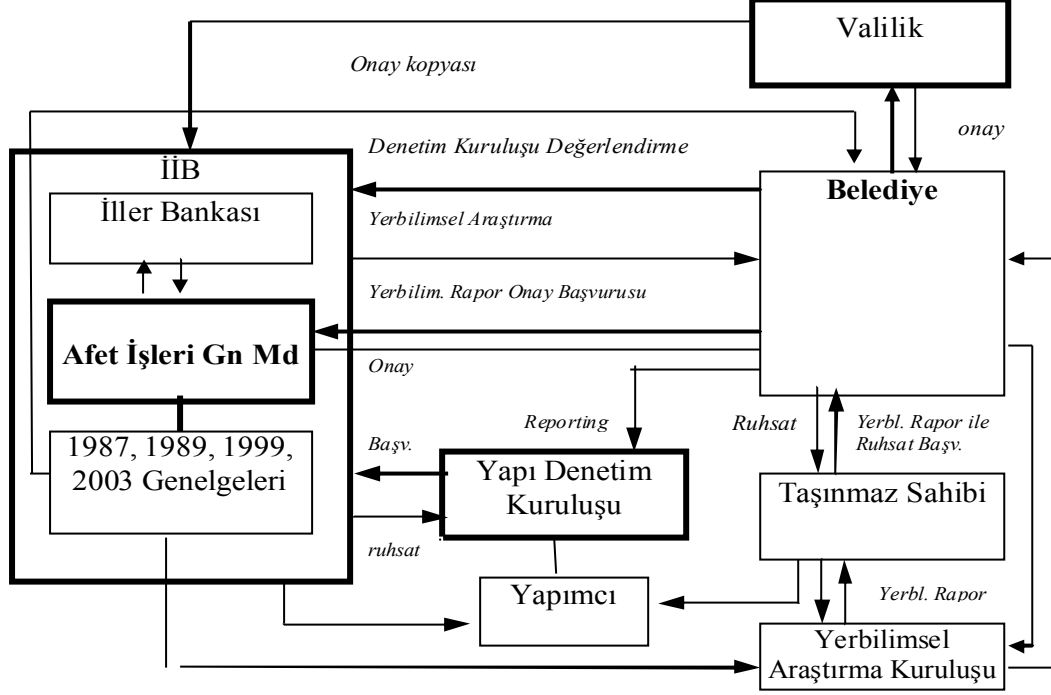 Valilik
Onay kopyası
onay
Denetim Kuruluşu Değerlendirme
İİB
Belediye
İller Bankası
Yerbilimsel Araştırma
Yerbilim. Rapor Onay Başvurusu
Afet İşleri Gn Md
Onay
Reporting
Ruhsat
Yerbl. Rapor ile
Ruhsat Başv.
1987, 1989, 1999,
2003 Genelgeleri
Başv.
Yapı Denetim
Kuruluşu
Taşınmaz Sahibi
ruhsat
Yapımcı
Yerbl. Rapor
Yerbilimsel
Araştırma Kuruluşu